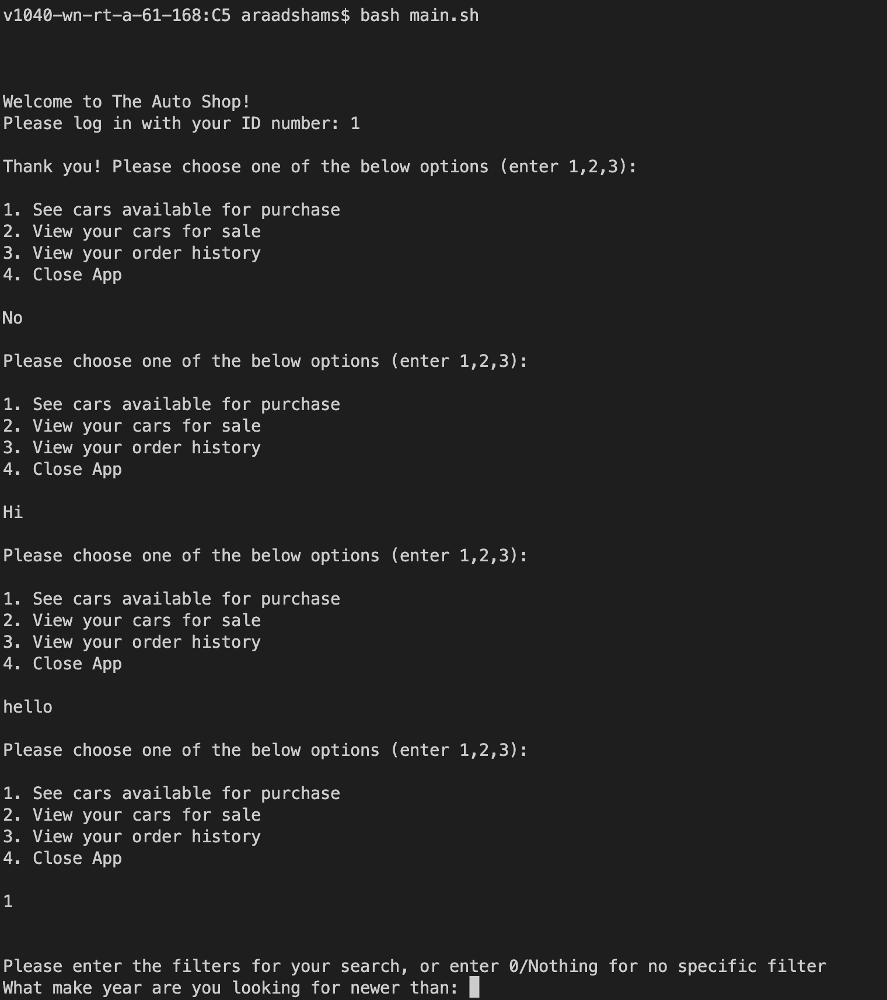 v1040-wn-rt-a-61-168:C5 araadshams$ bash main.sh
Welcome to The Auto Shop!
Please log in with your ID number: 1
Thank you! Please choose one of the below options (enter 1,2,3):
1. See cars available for purchase
2. View your cars for sale
3. View your order history
4. Close App
No
Please choose one of the below options (enter 1,2,3):
1. See cars available for purchase
2. View your cars for sale
3. View your order history
4. Close App
Hi
Please choose one of the below options (enter 1,2,3):
1. See cars available for purchase
2. View your cars for sale
3. View your order history
4. Close App
hello
Please choose one of the below options (enter 1,2,3):
1. See cars available for purchase
2. View your cars for sale
3. View your order history
4. Close App
1
Please enter the filters for your search, or enter 0/Nothing for no specific filter
What make year are you looking for newer than: